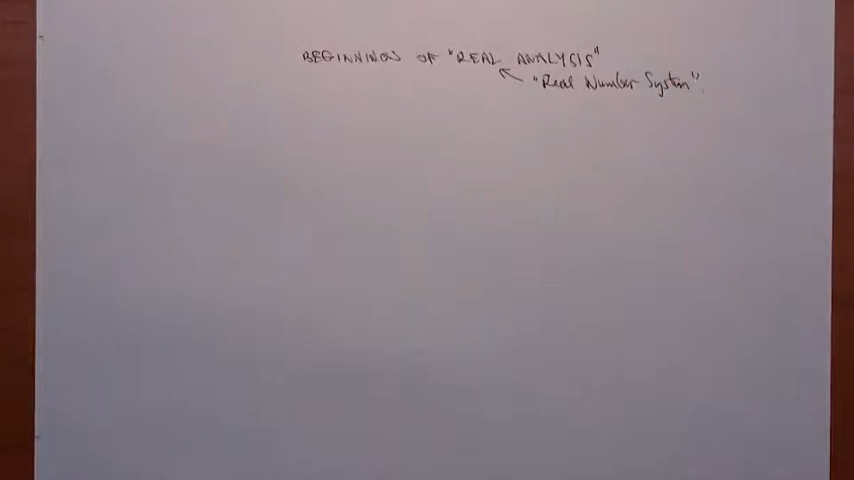 BEGINNING OF "REAL ANALYSIS"
"Real Number System".